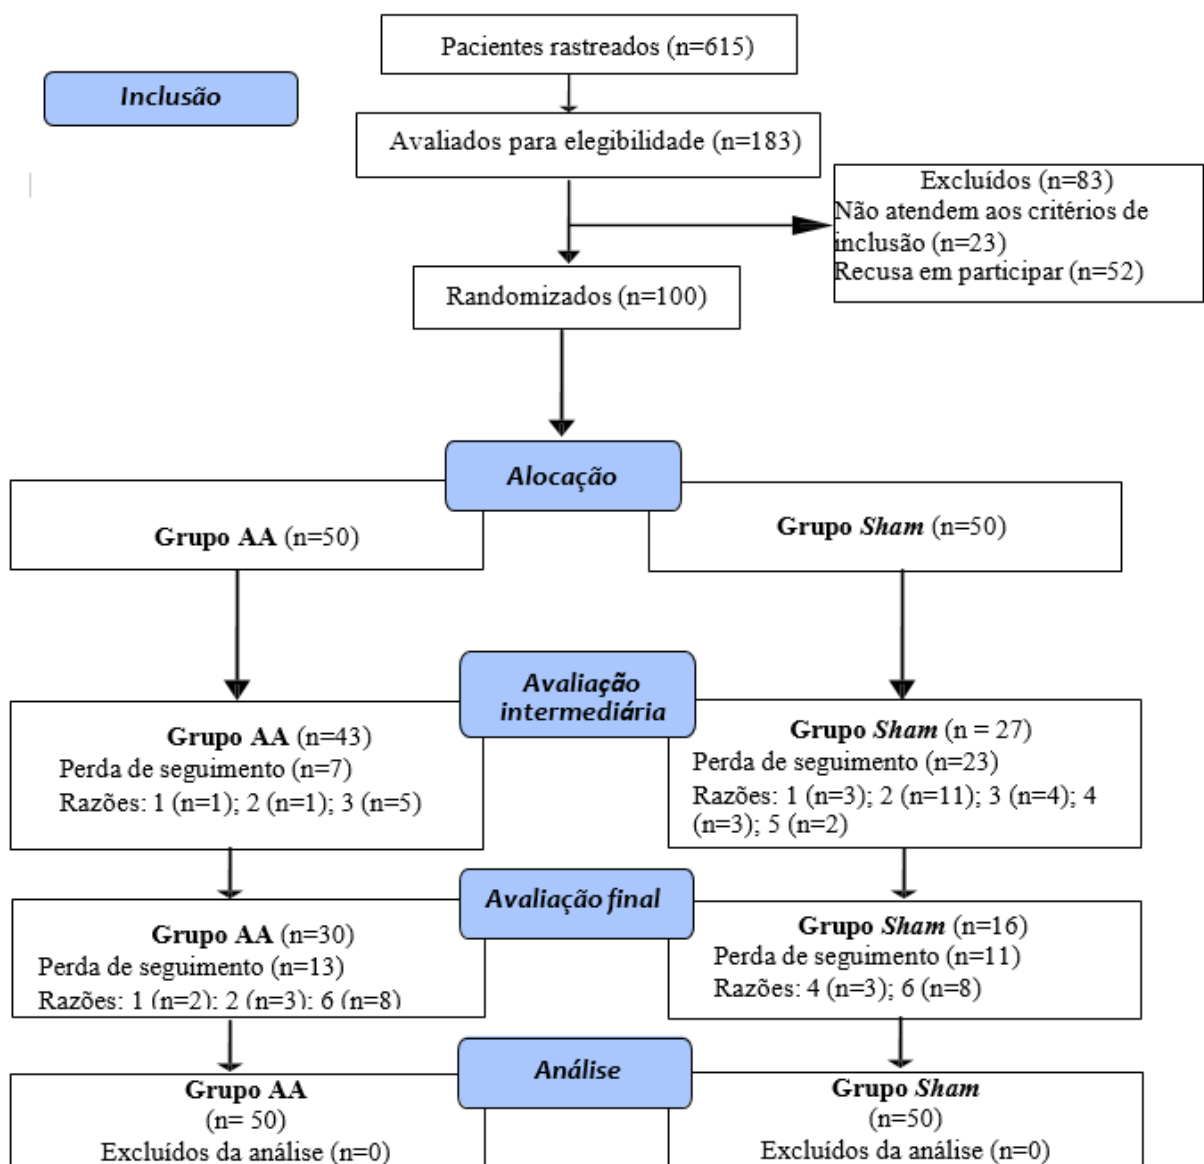 Pacientes rastreados (n=615)
Inclusão
Avaliados para elegibilidade (n=183)
Excluídos (n=83)
Não atendem aos critérios de
inclusão (n=23)
Recusa em participar (n=52)
Randomizados (n=100)
Alocação
Grupo AA (n=50)
Grupo Sham (n=50)
Avaliação
intermediária
Grupo AA (n=43)
Perda de seguimento (n=7)
Razões: 1 (n=1); 2 (n=1); 3 (n=5)
Grupo Sham (n = 27)
Perda de seguimento (n=23)
Razões: 1 (n=3); 2 (n=11); 3 (n=4); 4
(n=3); 5 (n=2)
Avaliação final
Grupo AA (n=30)
Perda de seguimento (n=13)
Razões: 1 (n=2); 2 (n=3); 6 (n=8)
Grupo Sham (n=16)
Perda de seguimento (n=11)
Razões: 4 (n=3); 6 (n=8)
Análise
Grupo AA
(n= 50)
Excluídos da análise (n=0)
Grupo Sham
(n=50)
Excluídos da análise (n=0)